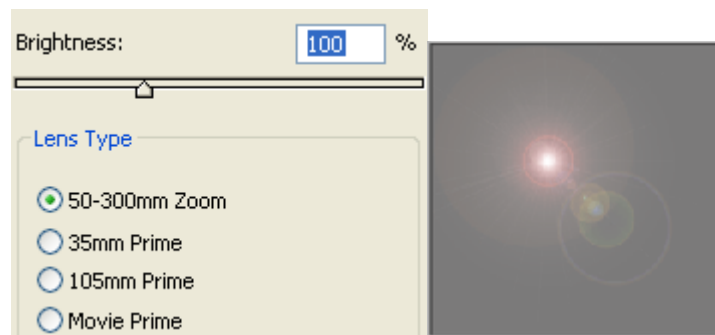 Brightness: 100 %
Lens Type
50-300mm Zoom
35mm Prime
105mm Prime
Movie Prime